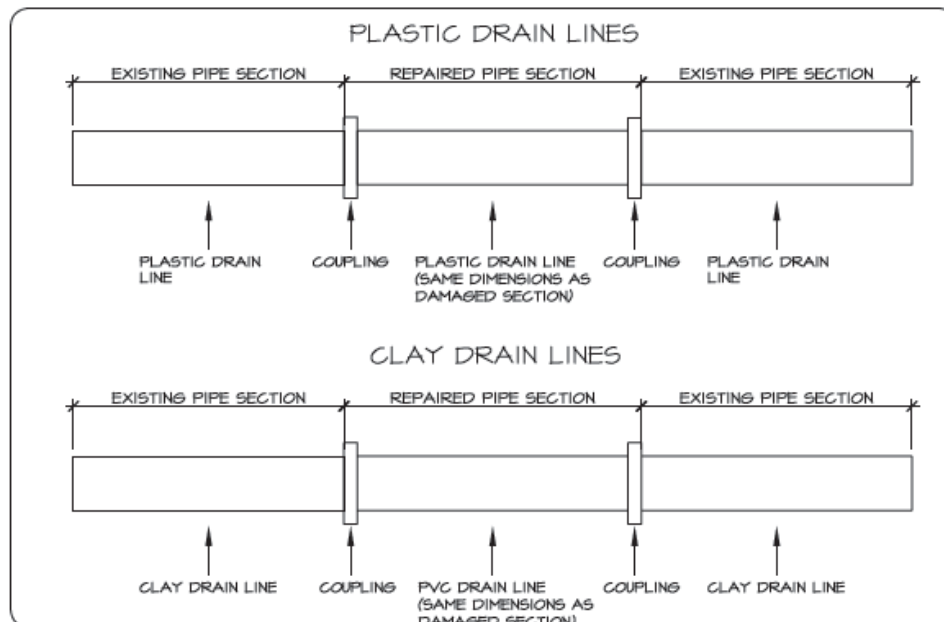 PLASTIC DRAIN LINES
EXISTING PIPE SECTION REPAIRED PIPE SECTION EXISTING PIPE SECTION
PLASTIC DRAIN LINE
COUPLING
PLASTIC DRAIN LINE
(SAME DIMENSIONS AS
DAMAGED SECTION)
COUPLING
PLASTIC DRAIN
LINE
CLAY DRAIN LINES
EXISTING PIPE SECTION REPAIRED PIPE SECTION EXISTING PIPE SECTION
CLAY DRAIN LINE
COUPLING
PVC DRAIN LINE
(SAME DIMENSIONS AS
DAMAGED SECTION)
COUPLING
CLAY DRAIN LINE